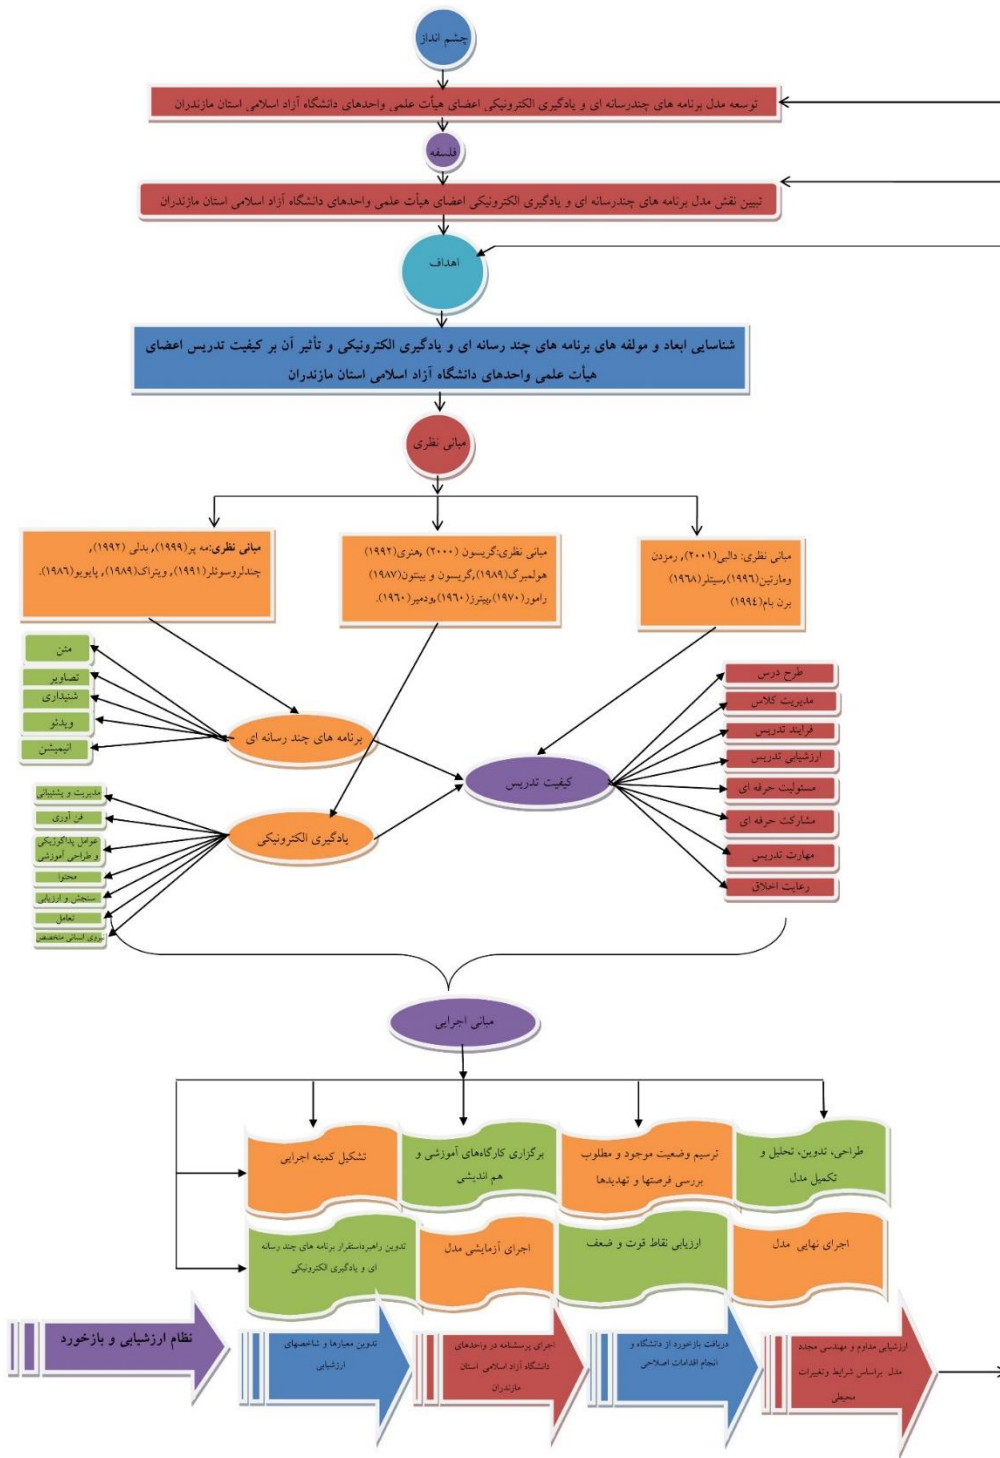 چشم انداز
توسعه مدل برنامه های چندرسانه ای و یادگیری الکترونیکی اعضای هیأت علمی واحدهای دانشگاه آزاد اسلامی استان مازندران
فلسفه
تبیین نقش مدل برنامه های چندرسانه ای و یادگیری الکترونیکی اعضای هیأت علمی واحدهای دانشگاه آزاد اسلامی استان مازندران
اهداف
شناسایی ابعاد و مولفه های برنامه های چند رسانه ای و یادگیری الکترونیکی و تأثیر آن بر کیفیت تدریس اعضای
هیأت علمی واحدهای دانشگاه آزاد اسلامی استان مازندران
مبانی نظری
مبانی نظری: دالبی(۲۰۰۱), رمزدن
ومارتین(۱۹۹٦),سیتلر (۱۹٦۸)
برن بام(۱۹۹٤)
مبانی نظری:گریسون (۲۰۰۰) ,هنری(۱۹۹۲)
هولمبرگ(۱۹۸۹),گریسون و بینتون(۱۹۸۷)
رامور(۱۹۷۰),پیترز(۱۹٦۰),ودمیر(۱۹٦۰).
مبانی نظری:مه یر(۱۹۹۹), بدلی (۱۹۹۲),
چندلروسوئلر(۱۹۹۱), ویتراک(۱۹۸۹), پایویو(۱۹۸٦).
طرح درس
مدیریت کلاس
فرایند تدریس
ارزشیابی تدریس
مسئولیت حرفه ای
مشارکت حرفه ای
مهارت تدریس
رعایت اخلاق
کیفیت تدریس
برنامه های چند رسانه ای
متن
تصاویر
شنیداری
ویدئو
انیمیشن
یادگیری الکترونیکی
مدیریت و پشتیبانی
فن آوری
عوامل پداگوژیکی
و طراحی آموزشی
محتوا
سنجش و ارزیابی
تعامل
نیروی انسانی متخصص
مبانی اجرایی
طراحی، تدوین، تحلیل و
تکمیل مدل
ترسیم وضعیت موجود و مطلوب
بررسی فرصتها و تهدیدها
برگزاری کارگاه‌های آموزشی و
هم اندیشی
تشکیل کمیته اجرایی
اجرای نهایی مدل
ارزیابی نقاط قوت و ضعف
اجرای آزمایشی مدل
تدوین راهبرداستقرار برنامه های چند رسانه
ای و یادگیری الکترونیکی
نظام ارزشیابی و بازخورد
تدوین معیارها و شاخصهای
ارزشیابی
اجرای پرسشنامه در واحدهای
دانشگاه آزاد اسلامی استان
مازندران
دریافت بازخورد از دانشگاه و
انجام اقدامات اصلاحی
ارزشیابی مداوم و مهندسی مجدد
مدل براساس شرایط وتغییرات
محیطی